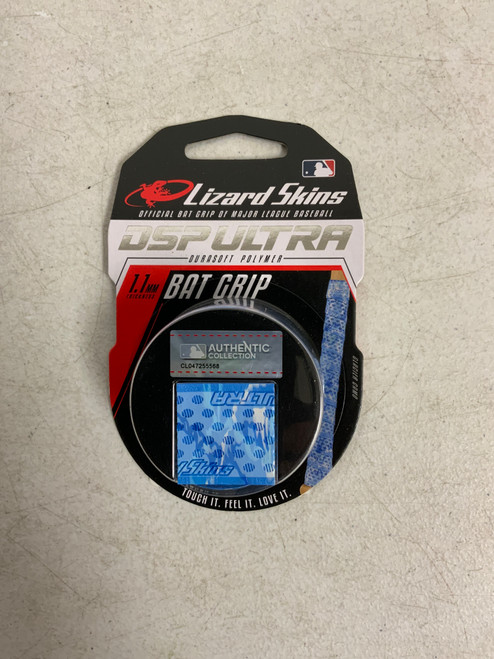 Lizard Skins
OFFICIAL BAT GRIP OF MAJOR LEAGUE BASEBALL
DSP ULTRA
DURASOFT POLYMER
1.1MM
BAT GRIP
AUTHENTIC
COLLECTION
CL047255568
ULTRA
Skins
TOUCH IT. FEEL IT. LOVE IT.